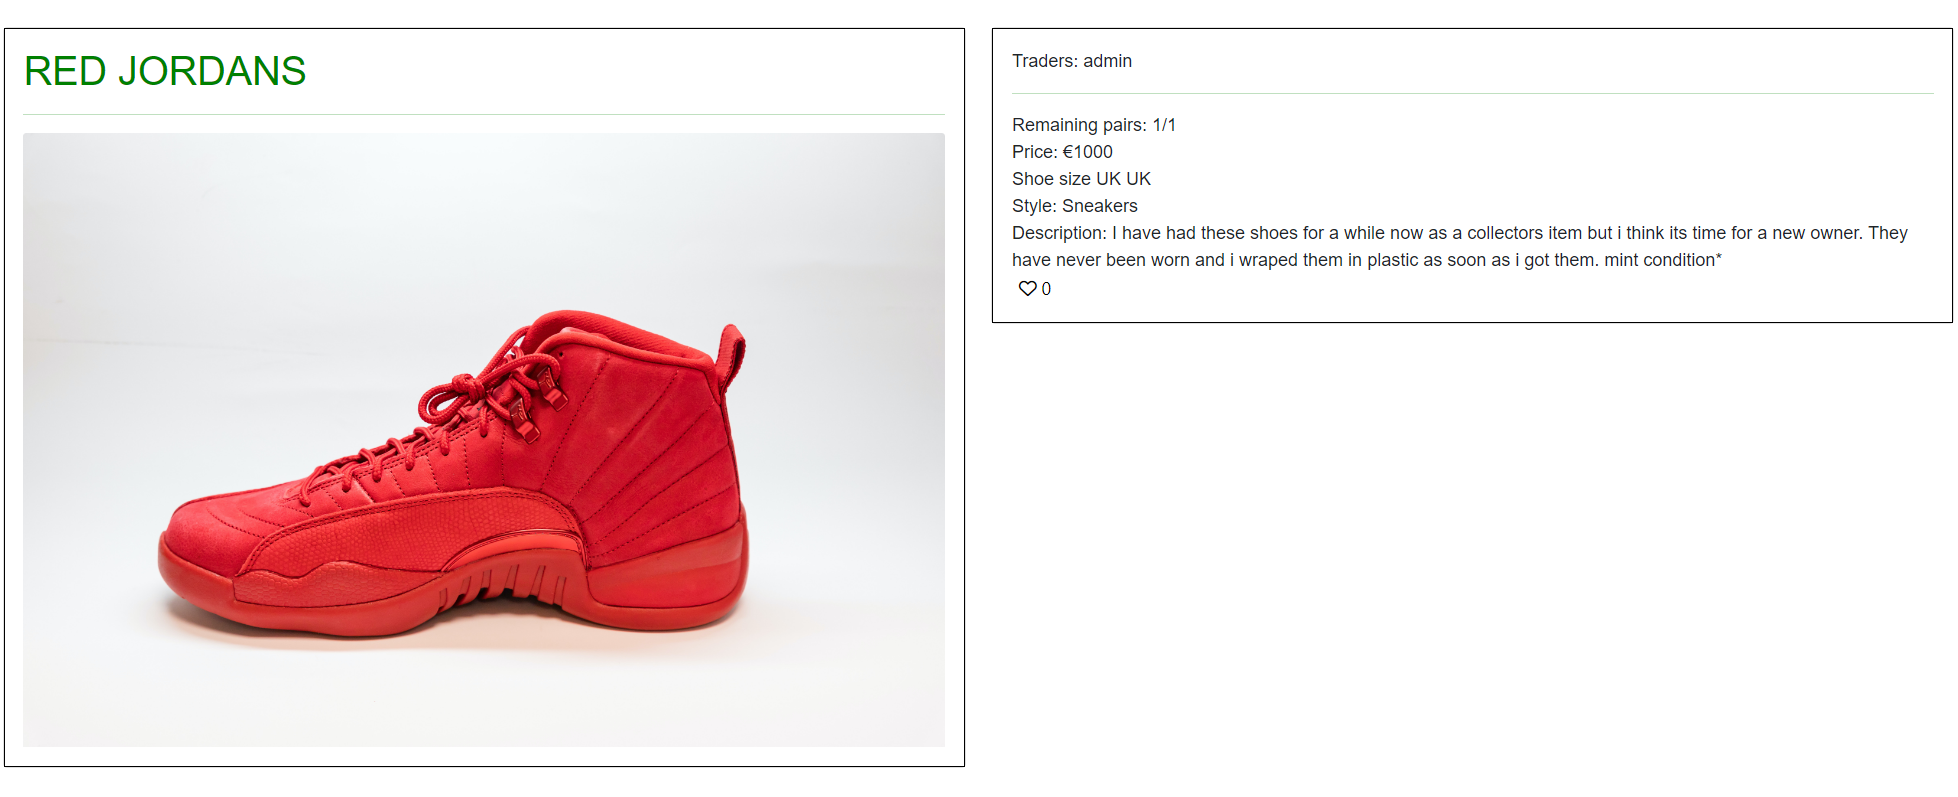 RED JORDANS
Traders: admin
Remaining pairs: 1/1
Price: €1000
Shoe size UK UK
Style: Sneakers
Description: I have had these shoes for a while now as a collectors item but i think its time for a new owner. They
have never been worn and i wraped them in plastic as soon as i got them. mint condition*
0